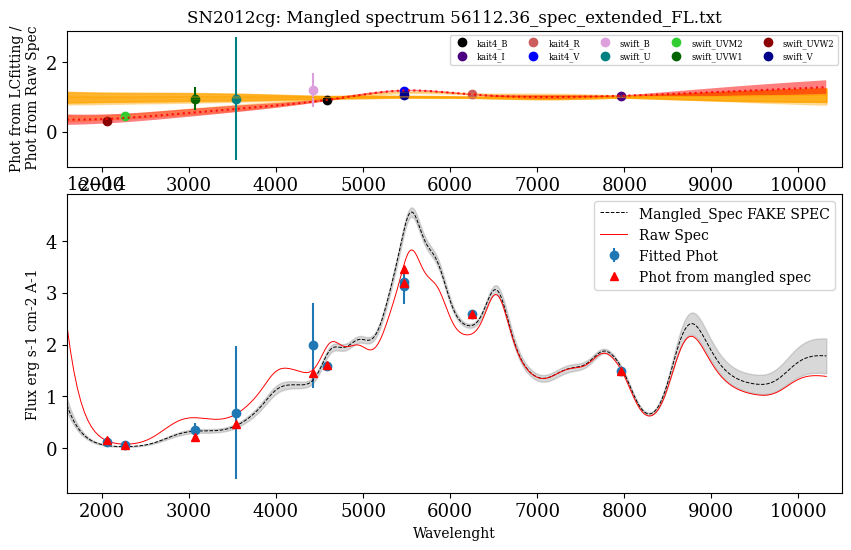 SN2012cg: Mangled spectrum 56112.36_spec_extended_FL.txt
Phot from LCfitting /
Phot from Raw Spec
2
0
kait4_B kait4_R swift_B swift_UVM2 swift_UVW2
kait4_I kait4_V swift_U swift_UVW1 swift_V
2000 3000 4000 5000 6000 7000 8000 9000 10000
1e−14
Flux erg s-1 cm-2 A-1
4
3
2
1
0
Mangled_Spec FAKE SPEC
Raw Spec
Fitted Phot
Phot from mangled spec
2000 3000 4000 5000 6000 7000 8000 9000 10000
Wavelenght